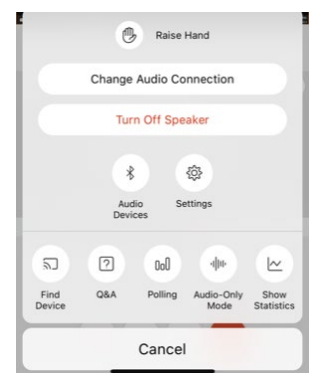 Raise Hand
Change Audio Connection
Turn Off Speaker
Audio
Devices
Settings
Find
Device
Q&A
Polling
Audio-Only
Mode
Show
Statistics
Cancel